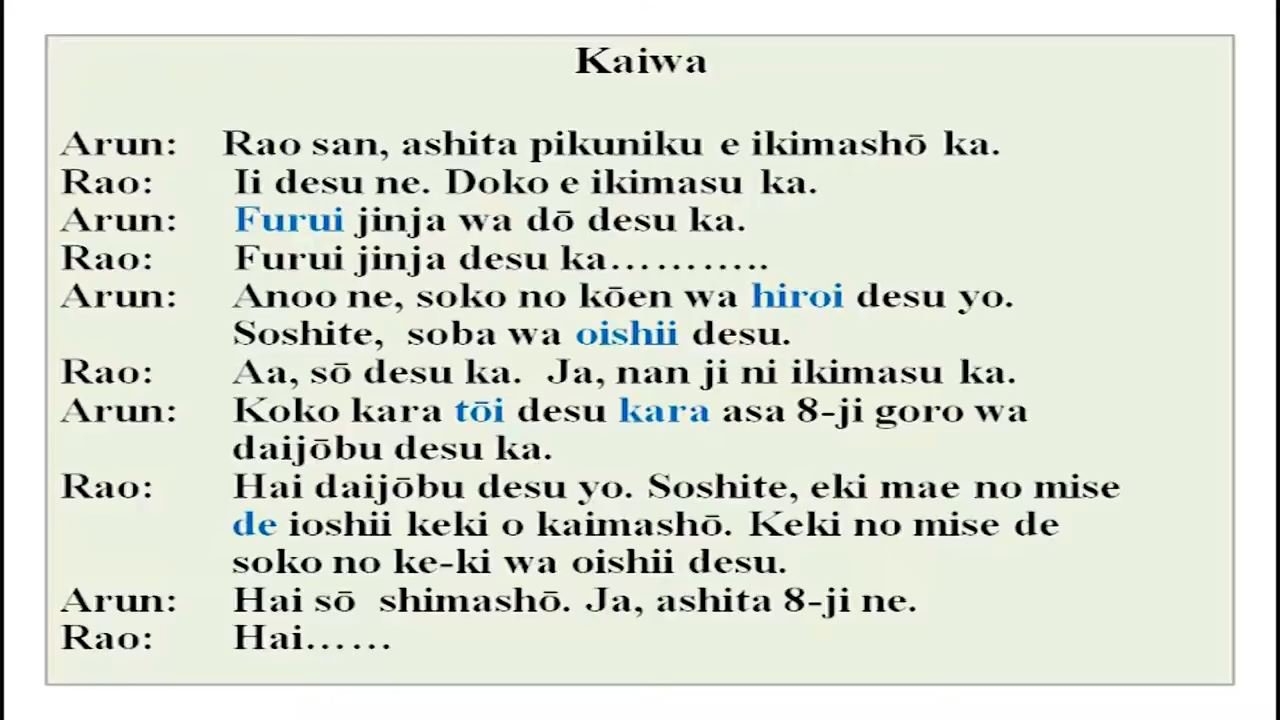 Kaiwa
Arun: Rao san, ashita pikuniku e ikimashō ka.
Rao: Ii desu ne. Doko e ikimasu ka.
Arun: Furui jinja wa dō desu ka.
Rao: Furui jinja desu ka………..
Arun: Anoo ne, soko no kōen wa hiroi desu yo.
Soshite, soba wa oishii desu.
Rao: Aa, sō desu ka. Ja, nan ji ni ikimasu ka.
Arun: Koko kara tōi desu kara asa 8-ji goro wa
daijōbu desu ka.
Rao: Hai daijōbu desu yo. Soshite, eki mae no mise
de ioshii keki o kaimashō. Keki no mise de
soko no ke-ki wa oishii desu.
Arun: Hai sō shimashō. Ja, ashita 8-ji ne.
Rao: Hai……